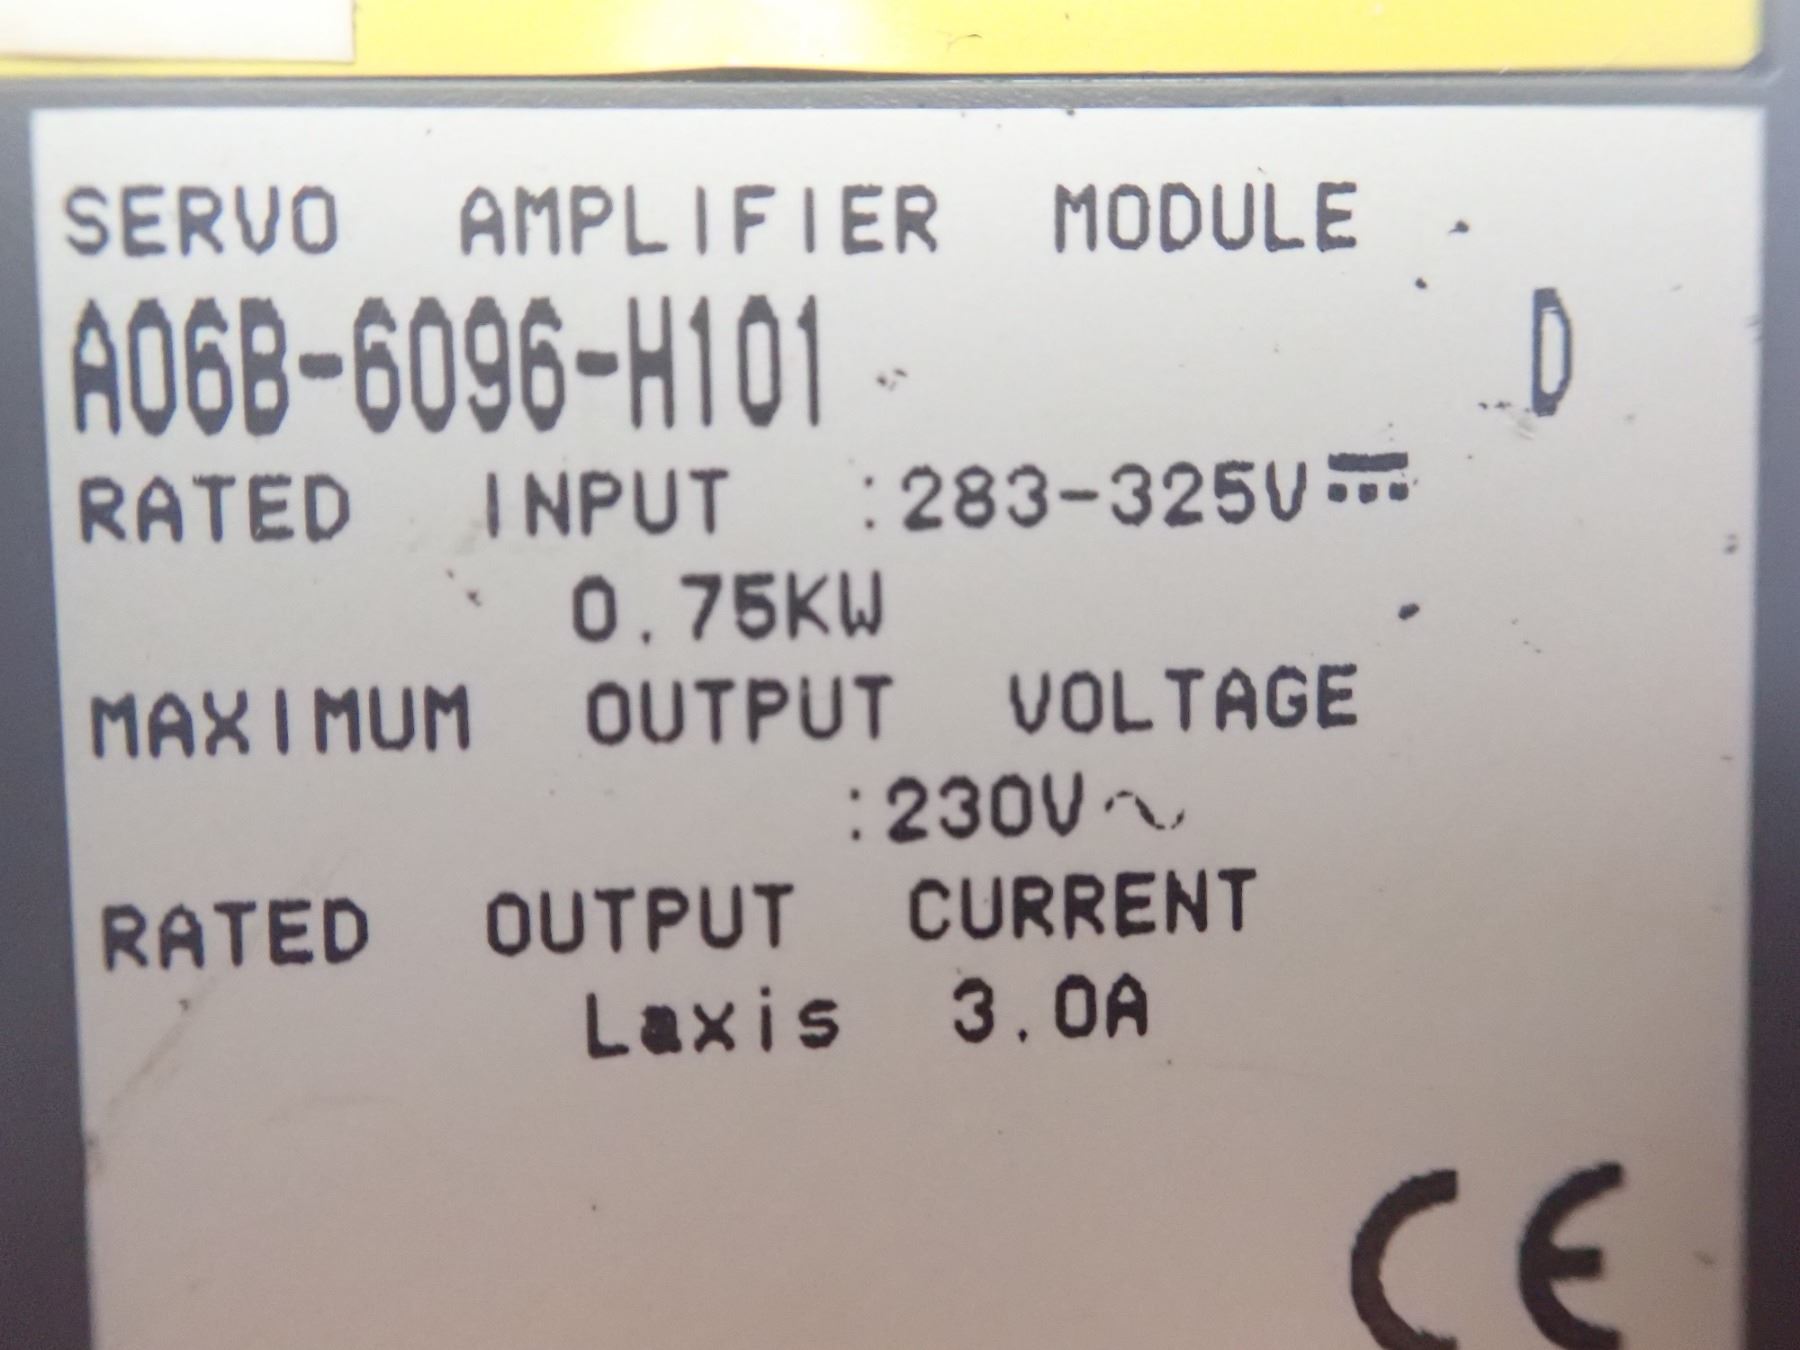 SERVO AMPLIFIER MODULE
A06B-6096-H101 D
RATED INPUT :283-325V⎓
0.75KW
MAXIMUM OUTPUT VOLTAGE
:230V~
RATED OUTPUT CURRENT
Laxis 3.0A
CE